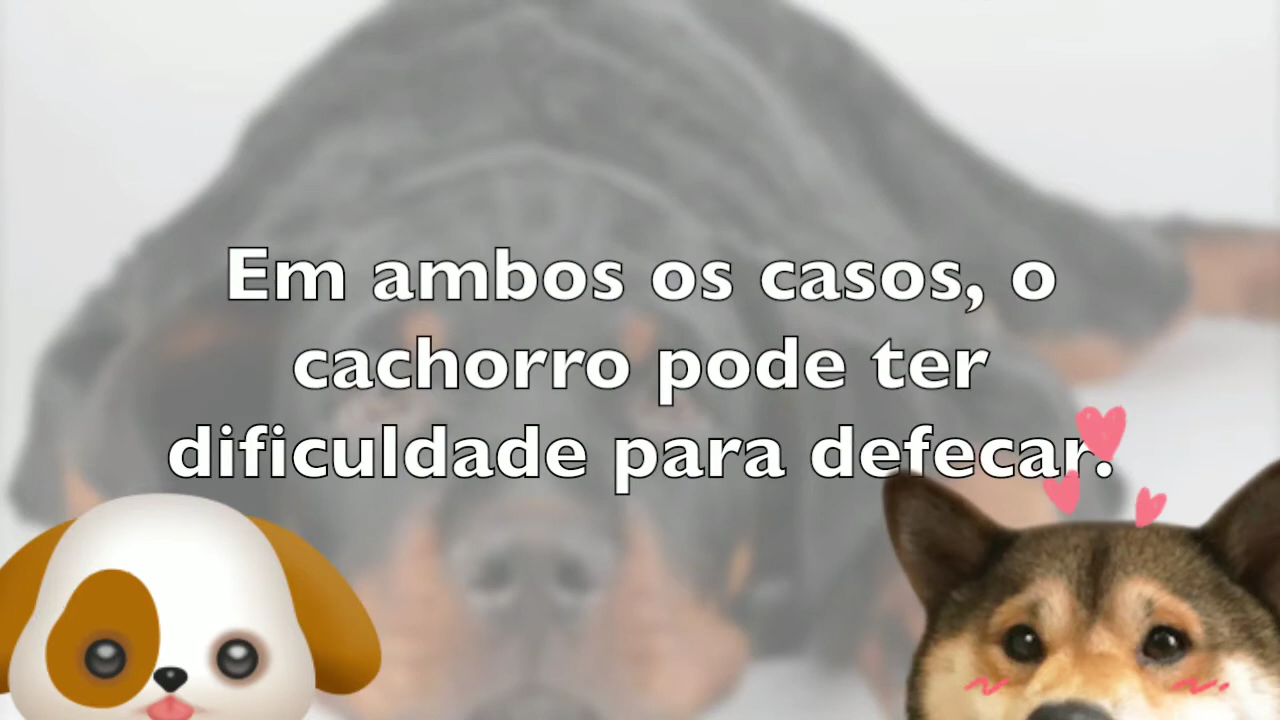 Em ambos os casos, o
cachorro pode ter
dificuldade para defecar.